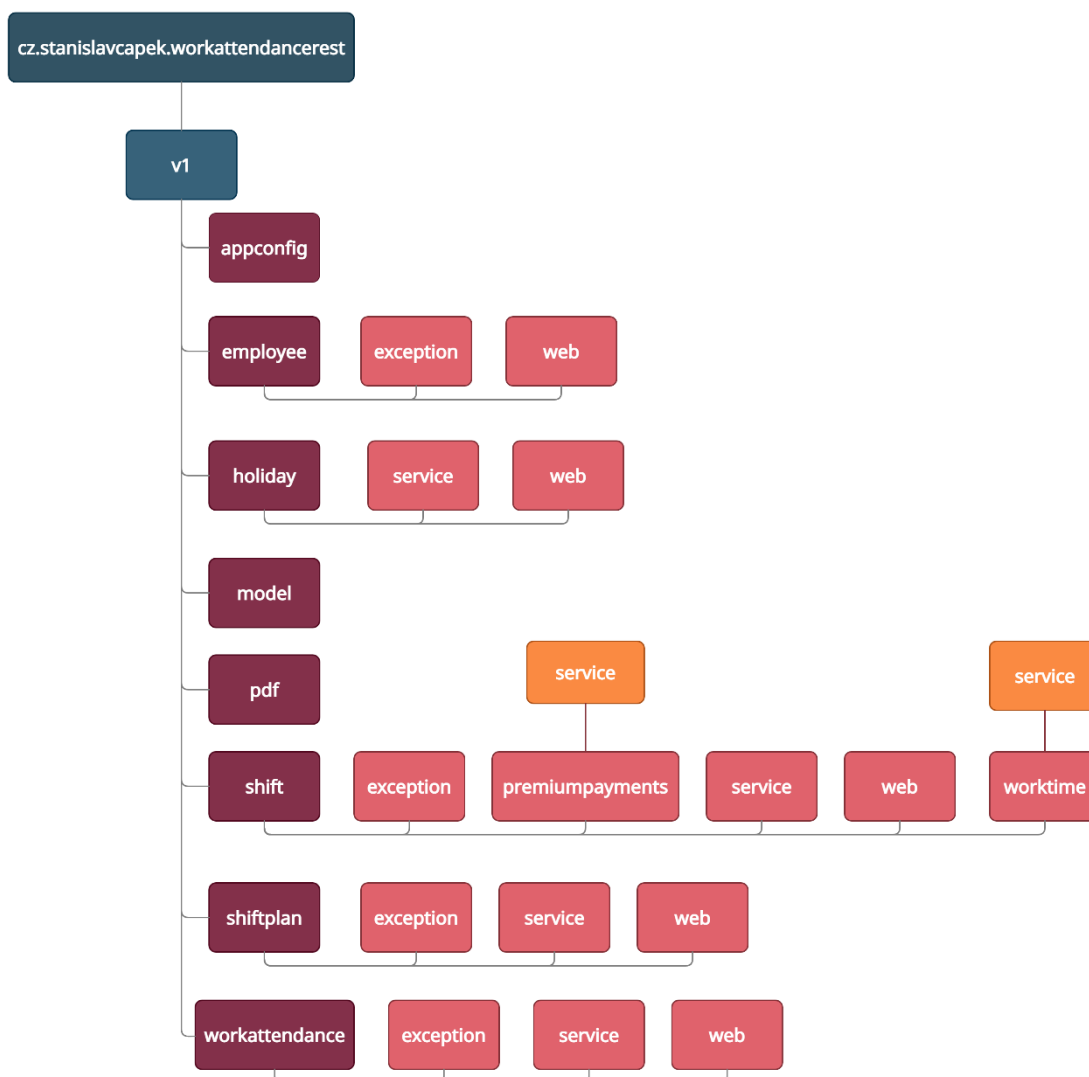 cz.stanislavcapek.workattendancerest
v1
appconfig
employee exception web
holiday service web
model
pdf
service service
shift exception premiumpayments service web worktime
shiftplan exception service web
workattendance exception service web